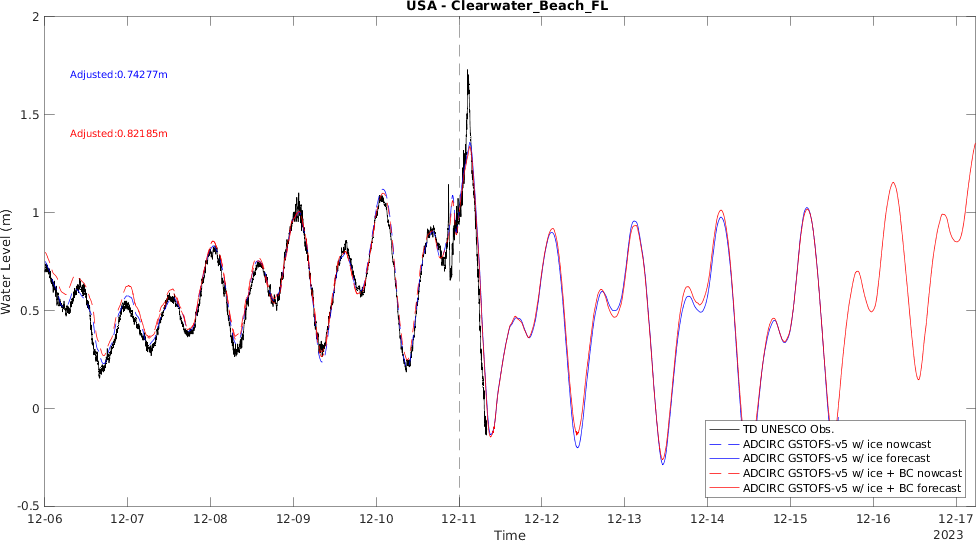 USA - Clearwater_Beach_FL
2
1.5
1
0.5
0
-0.5
Water Level (m)
Adjusted:0.74277m
Adjusted:0.82185m
TD UNESCO Obs.
ADCIRC GSTOFS-v5 w/ ice nowcast
ADCIRC GSTOFS-v5 w/ ice forecast
ADCIRC GSTOFS-v5 w/ ice + BC nowcast
ADCIRC GSTOFS-v5 w/ ice + BC forecast
12-06 12-07 12-08 12-09 12-10 12-11 12-12 12-13 12-14 12-15 12-16 12-17
Time
2023